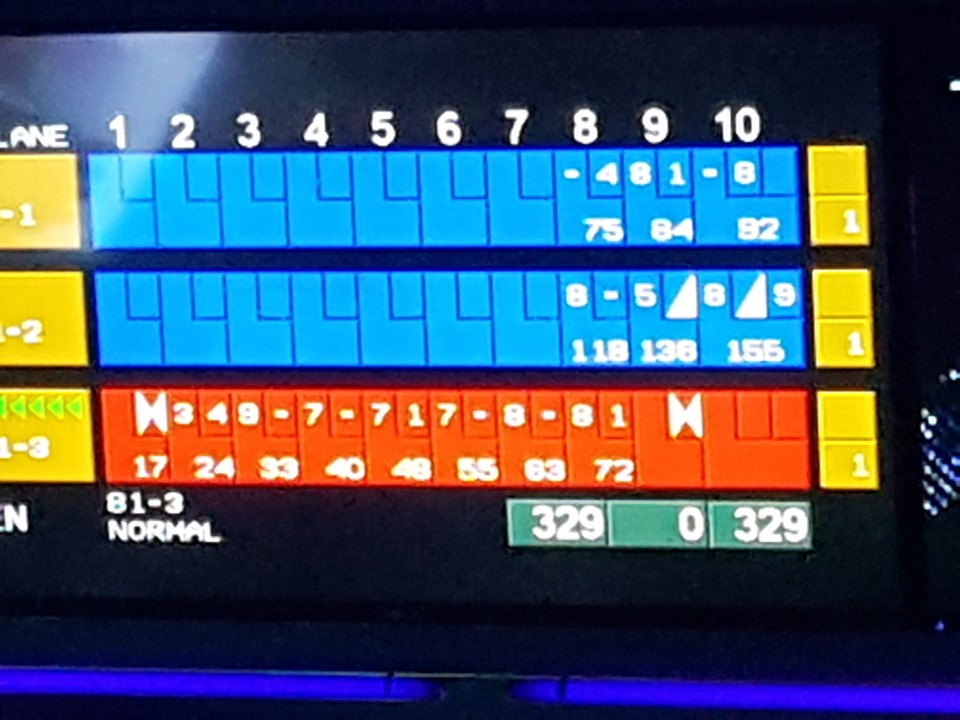 LANE 1 2 3 4 5 6 7 8 9 10
- 4 8 1 - 8
-1 75 84 92 1
8 - 5 8 9
-2 118 136 155 1
3 4 9 - 7 - 7 1 7 - 8 - 8 1
1-3 17 24 33 40 48 55 63 72 1
81-3
EN NORMAL 329 0 329